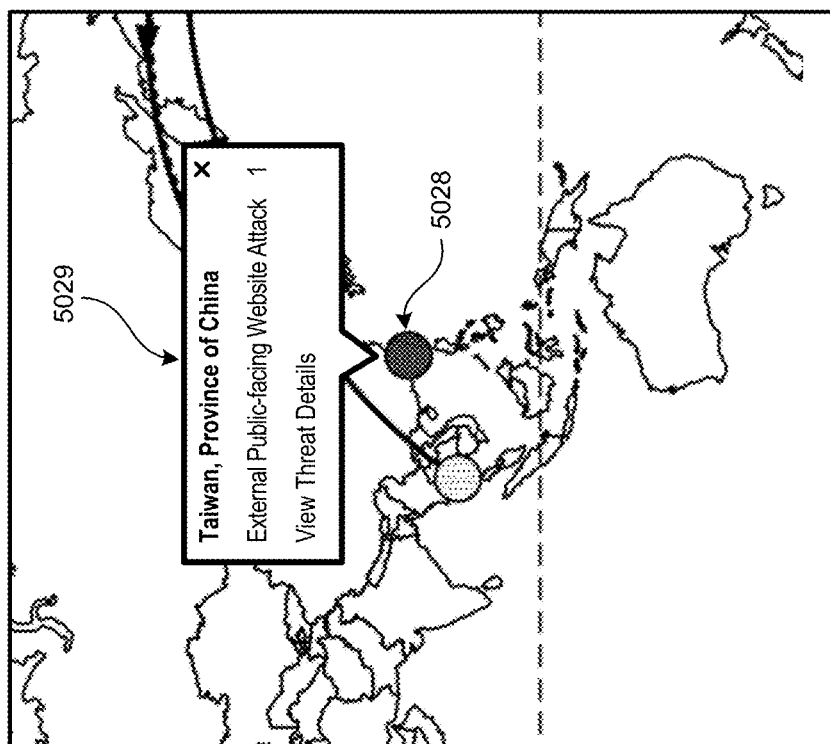 5029
Taiwan, Province of China X
External Public-facing Website Attack 1
View Threat Details
5028